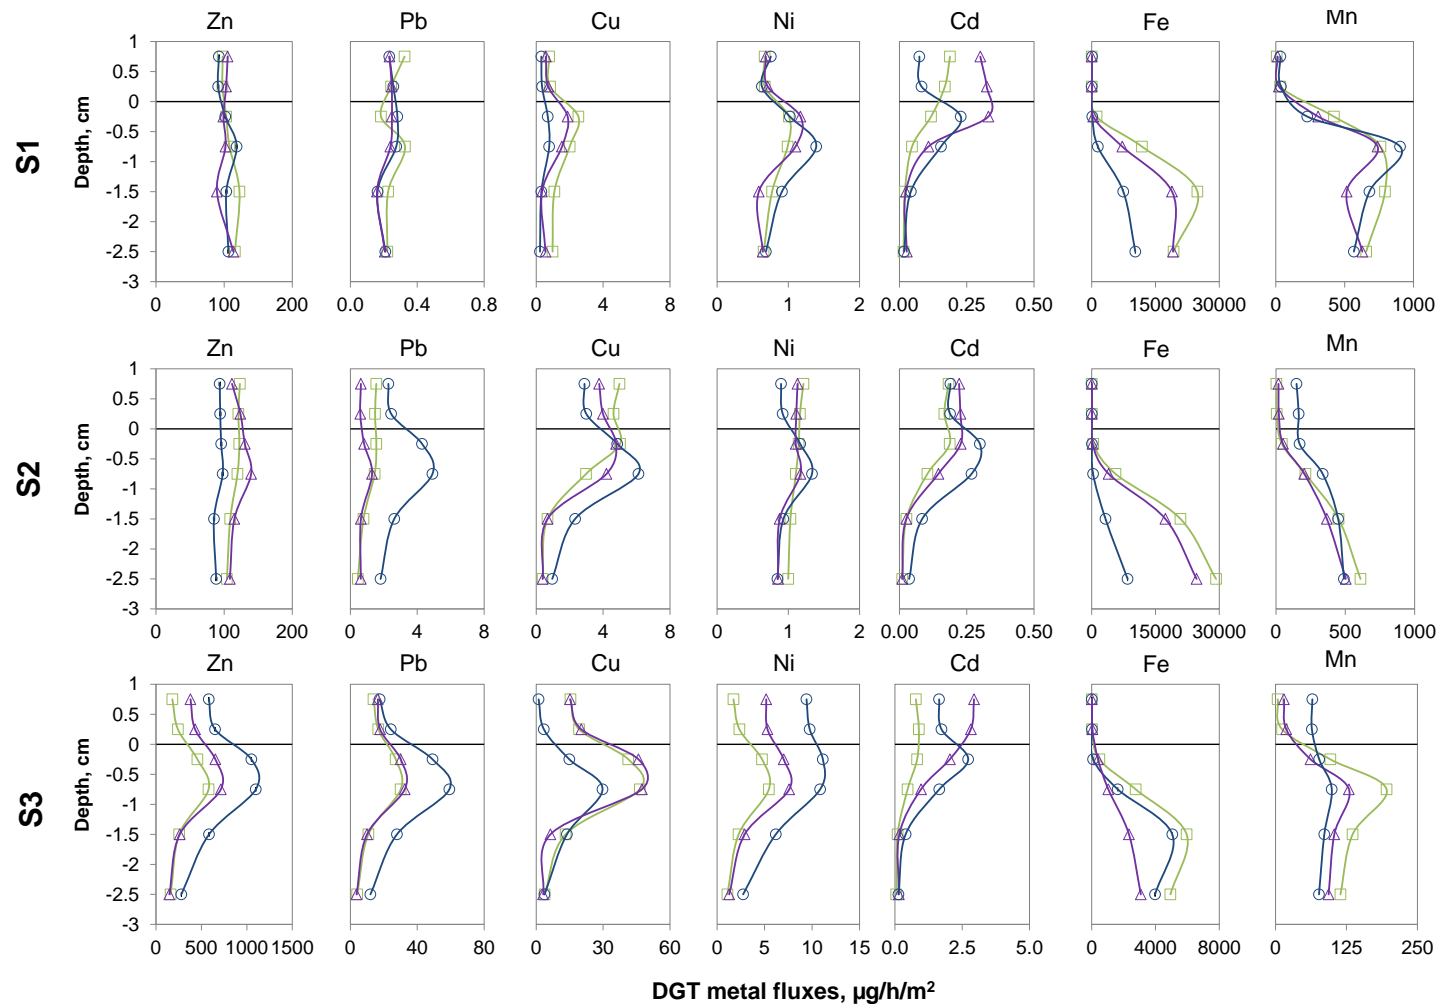 Zn Pb Cu Ni Cd Fe Mn
S1
Depth, cm
1
0.5
0
-0.5
-1
-1.5
-2
-2.5
-3
0 100 200 0.0 0.4 0.8 0 4 8 0 1 2 0.00 0.25 0.50 0 15000 30000 0 500 1000
Zn Pb Cu Ni Cd Fe Mn
S2
Depth, cm
1
0.5
0
-0.5
-1
-1.5
-2
-2.5
-3
0 100 200 0 4 8 0 4 8 0 1 2 0.00 0.25 0.50 0 15000 30000 0 500 1000
Zn Pb Cu Ni Cd Fe Mn
S3
Depth, cm
1
0.5
0
-0.5
-1
-1.5
-2
-2.5
-3
0 500 1000 1500 0 40 80 0 30 60 0 5 10 15 0.0 2.5 5.0 0 4000 8000 0 125 250
DGT metal fluxes, µg/h/m²